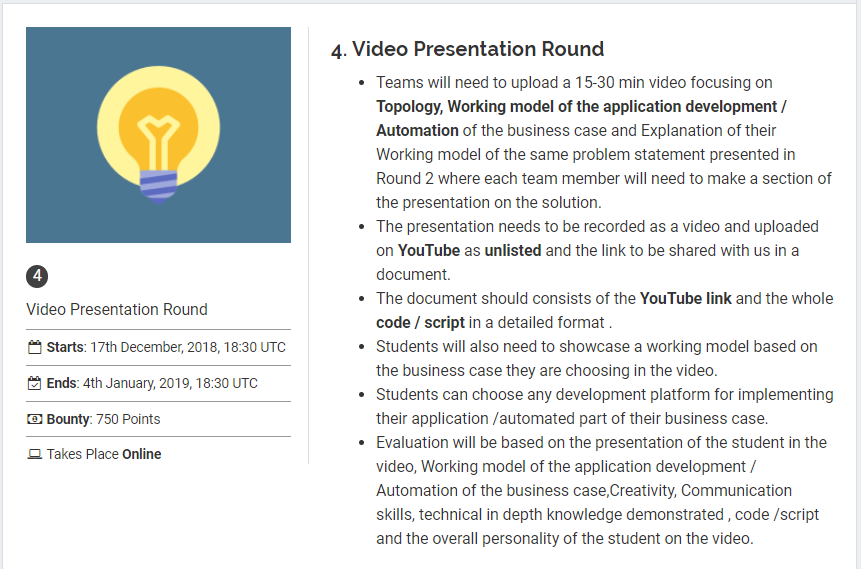 4
Video Presentation Round
Starts: 17th December, 2018, 18:30 UTC
Ends: 4th January, 2019, 18:30 UTC
Bounty: 750 Points
Takes Place Online
4. Video Presentation Round
• Teams will need to upload a 15-30 min video focusing on
Topology, Working model of the application development /
Automation of the business case and Explanation of their
Working model of the same problem statement presented in
Round 2 where each team member will need to make a section of
the presentation on the solution.
• The presentation needs to be recorded as a video and uploaded
on YouTube as unlisted and the link to be shared with us in a
document.
• The document should consists of the YouTube link and the whole
code / script in a detailed format .
• Students will also need to showcase a working model based on
the business case they are choosing in the video.
• Students can choose any development platform for implementing
their application /automated part of their business case.
• Evaluation will be based on the presentation of the student in the
video, Working model of the application development /
Automation of the business case,Creativity, Communication
skills, technical in depth knowledge demonstrated , code /script
and the overall personality of the student on the video.